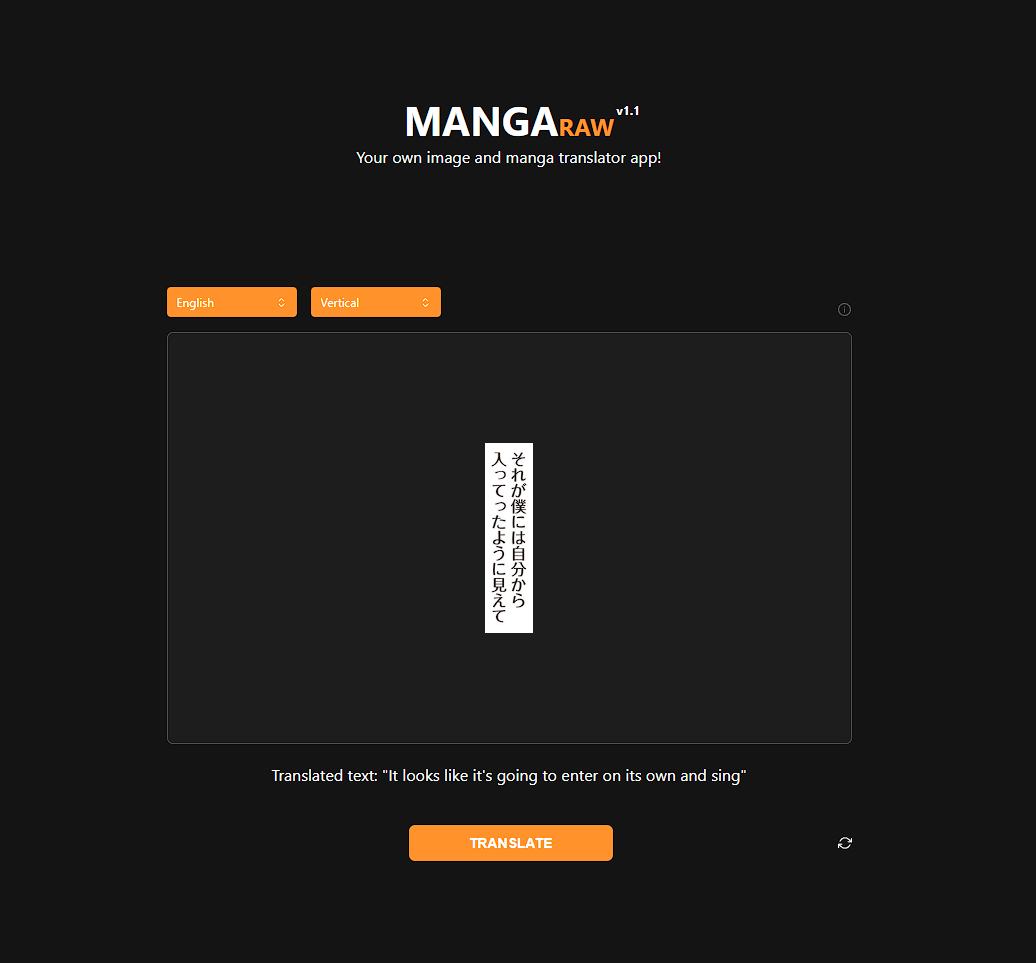 MANGARAW v1.1
Your own image and manga translator app!
English
Vertical
それが僕には自分から
入ってったように見えて
Translated text: "It looks like it's going to enter on its own and sing"
TRANSLATE